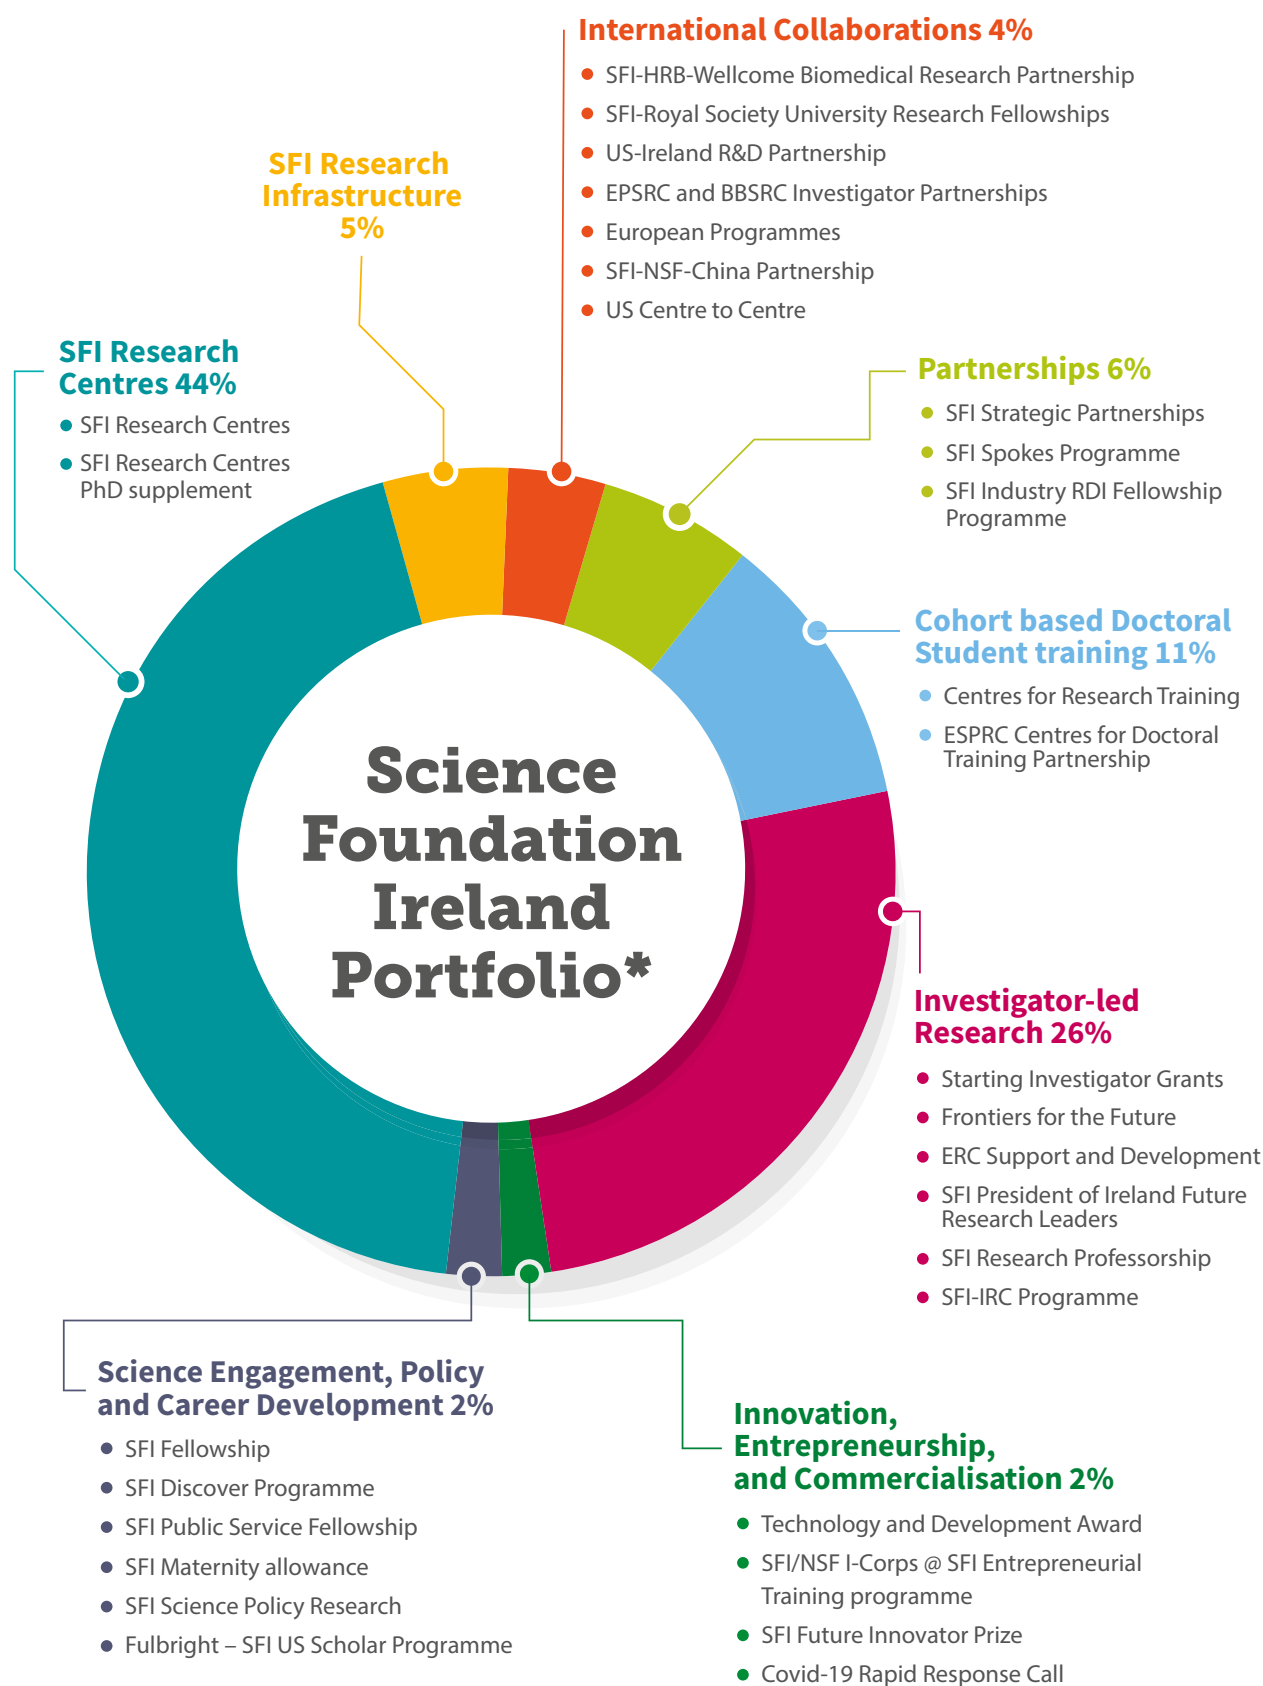 International Collaborations 4%
SFI-HRB-Wellcome Biomedical Research Partnership
SFI-Royal Society University Research Fellowships
US-Ireland R&D Partnership
EPSRC and BBSRC Investigator Partnerships
European Programmes
SFI-NSF-China Partnership
US Centre to Centre
SFI Research
Infrastructure
5%
SFI Research
Centres 44%
SFI Research Centres
SFI Research Centres
PhD supplement
Partnerships 6%
SFI Strategic Partnerships
SFI Spokes Programme
SFI Industry RDI Fellowship
Programme
Cohort based Doctoral
Student training 11%
Centres for Research Training
ESPRC Centres for Doctoral
Training Partnership
Science
Foundation
Ireland
Portfolio*
Investigator-led
Research 26%
Starting Investigator Grants
Frontiers for the Future
ERC Support and Development
SFI President of Ireland Future
Research Leaders
SFI Research Professorship
SFI-IRC Programme
Science Engagement, Policy
and Career Development 2%
SFI Fellowship
SFI Discover Programme
SFI Public Service Fellowship
SFI Maternity allowance
SFI Science Policy Research
Fulbright – SFI US Scholar Programme
Innovation,
Entrepreneurship,
and Commercialisation 2%
Technology and Development Award
SFI/NSF I-Corps @ SFI Entrepreneurial
Training programme
SFI Future Innovator Prize
Covid-19 Rapid Response Call